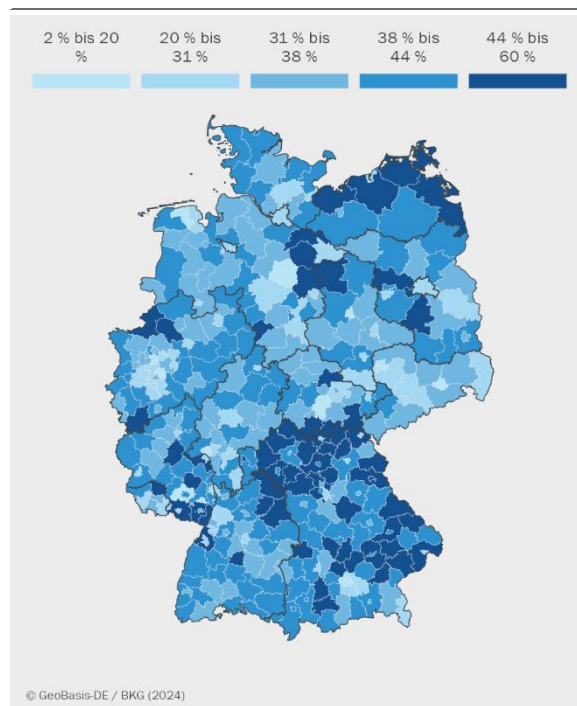 2 % bis 20
%
20 % bis
31 %
31 % bis
38 %
38 % bis
44 %
44 % bis
60 %
© GeoBasis-DE / BKG (2024)